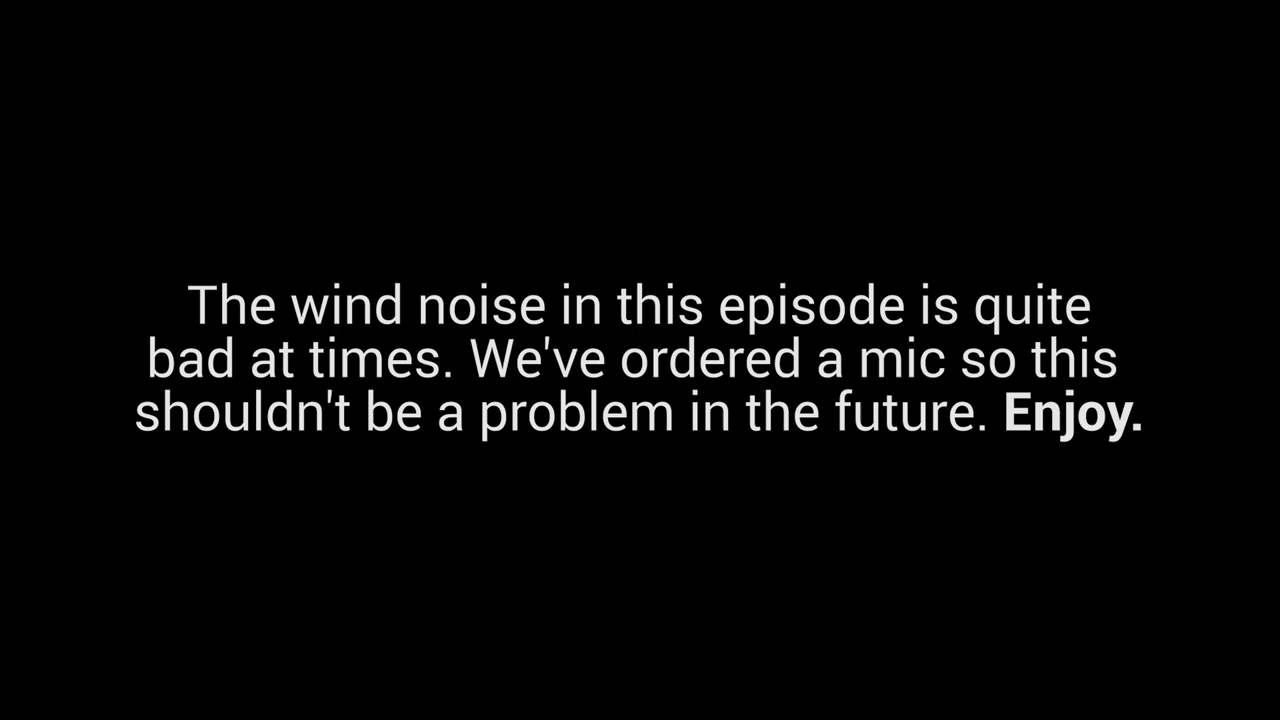 The wind noise in this episode is quite
bad at times. We've ordered a mic so this
shouldn't be a problem in the future. Enjoy.